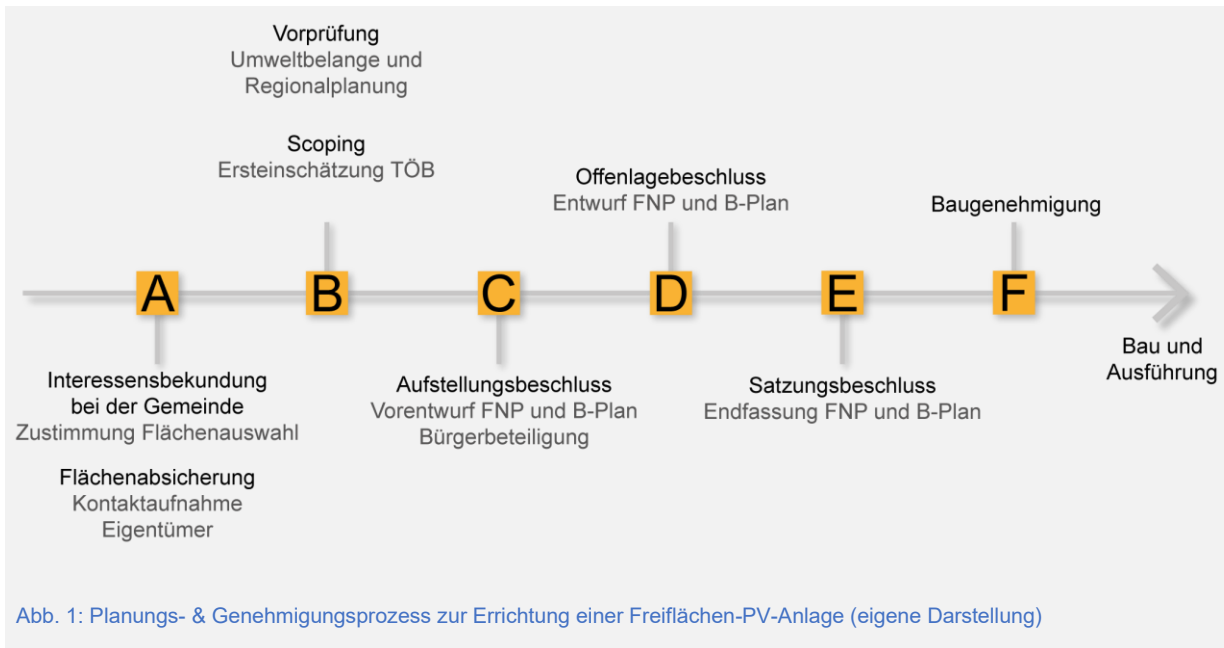 Vorprüfung
Umweltbelange und
Regionalplanung
Scoping
Ersteinschätzung TÖB
Offenlagebeschluss
Entwurf FNP und B-Plan
Baugenehmigung
A
B
C
D
E
F
Interessensbekundung
bei der Gemeinde
Zustimmung Flächenauswahl
Flächenabsicherung
Kontaktaufnahme
Eigentümer
Aufstellungsbeschluss
Vorentwurf FNP und B-Plan
Bürgerbeteiligung
Satzungsbeschluss
Endfassung FNP und B-Plan
Bau und
Ausführung
Abb. 1: Planungs- & Genehmigungsprozess zur Errichtung einer Freiflächen-PV-Anlage (eigene Darstellung)